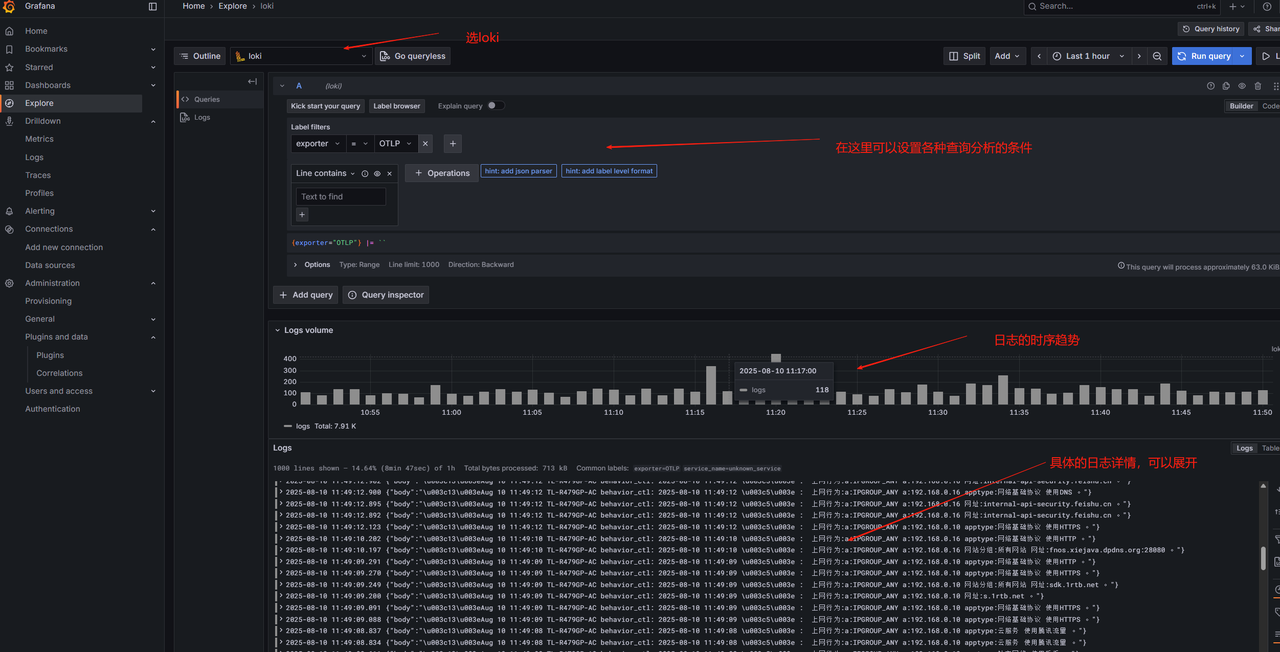 Grafana
Home › Explore › loki
Search...
ctrl+k
Query history
Shar
Home
Bookmarks
Starred
Dashboards
Explore
Drilldown
Metrics
Logs
Traces
Profiles
Alerting
Connections
Add new connection
Data sources
Administration
Provisioning
General
Plugins and data
Plugins
Correlations
Users and access
Authentication
选loki
Outline
loki
Go queryless
Split
Add
Last 1 hour
Run query
L
Queries
Logs
A
(loki)
Kick start your query
Label browser
Explain query
Builder
Code
Label filters
exporter
=
OTLP
在这里可以设置各种查询分析的条件
Line contains
Operations
hint: add json parser
hint: add label level format
Text to find
{exporter="OTLP"} |= ``
Options Type: Range Line limit: 1000 Direction: Backward
This query will process approximately 63.0 KiB
Add query
Query inspector
Logs volume
日志的时序趋势
lok
400
300
200
100
0
2025-08-10 11:17:00
logs 118
10:55 11:00 11:05 11:10 11:15 11:20 11:25 11:30 11:35 11:40 11:45 11:50
logs Total: 7.91 K
Logs
Logs
Table
具体的日志详情，可以展开
1000 lines shown — 14.64% (8min 47sec) of 1h Total bytes processed: 713 kB Common labels: exporter=OTLP service_name=unknown_service
2025-08-10 11:49:12.900 {"body":"\u003c13\u003eAug 10 11:49:12 TL-R479GP-AC behavior_ctl: 2025-08-10 11:49:12 \u003c5\u003e : 上网行为:a:IPGROUP_ANY a:192.168.0.16 apptype:网络基础协议 使用DNS 。"}
2025-08-10 11:49:12.895 {"body":"\u003c13\u003eAug 10 11:49:12 TL-R479GP-AC behavior_ctl: 2025-08-10 11:49:12 \u003c5\u003e : 上网行为:a:IPGROUP_ANY a:192.168.0.16 网址:internal-api-security.feishu.cn 。"}
2025-08-10 11:49:12.892 {"body":"\u003c13\u003eAug 10 11:49:12 TL-R479GP-AC behavior_ctl: 2025-08-10 11:49:12 \u003c5\u003e : 上网行为:a:IPGROUP_ANY a:192.168.0.16 网址:internal-api-security.feishu.cn 。"}
2025-08-10 11:49:12.123 {"body":"\u003c13\u003eAug 10 11:49:12 TL-R479GP-AC behavior_ctl: 2025-08-10 11:49:12 \u003c5\u003e : 上网行为:a:IPGROUP_ANY a:192.168.0.16 apptype:网络基础协议 使用HTTPS 。"}
2025-08-10 11:49:10.202 {"body":"\u003c13\u003eAug 10 11:49:10 TL-R479GP-AC behavior_ctl: 2025-08-10 11:49:10 \u003c5\u003e : 上网行为:a:IPGROUP_ANY a:192.168.0.16 apptype:网络基础协议 使用HTTP 。"}
2025-08-10 11:49:10.197 {"body":"\u003c13\u003eAug 10 11:49:10 TL-R479GP-AC behavior_ctl: 2025-08-10 11:49:10 \u003c5\u003e : 上网行为:a:IPGROUP_ANY a:192.168.0.16 网站分组:所有网站 网址:fnos.xiejava.dpdns.org:28080 。"}
2025-08-10 11:49:09.291 {"body":"\u003c13\u003eAug 10 11:49:09 TL-R479GP-AC behavior_ctl: 2025-08-10 11:49:09 \u003c5\u003e : 上网行为:a:IPGROUP_ANY a:192.168.0.10 apptype:网络基础协议 使用HTTP 。"}
2025-08-10 11:49:09.270 {"body":"\u003c13\u003eAug 10 11:49:09 TL-R479GP-AC behavior_ctl: 2025-08-10 11:49:09 \u003c5\u003e : 上网行为:a:IPGROUP_ANY a:192.168.0.10 apptype:网络基础协议 使用HTTPS 。"}
2025-08-10 11:49:09.249 {"body":"\u003c13\u003eAug 10 11:49:09 TL-R479GP-AC behavior_ctl: 2025-08-10 11:49:09 \u003c5\u003e : 上网行为:a:IPGROUP_ANY a:192.168.0.10 网站分组:所有网站 网址:sdk.1rtb.net 。"}
2025-08-10 11:49:09.200 {"body":"\u003c13\u003eAug 10 11:49:09 TL-R479GP-AC behavior_ctl: 2025-08-10 11:49:09 \u003c5\u003e : 上网行为:a:IPGROUP_ANY a:192.168.0.10 网址:s.1rtb.net 。"}
2025-08-10 11:49:09.091 {"body":"\u003c13\u003eAug 10 11:49:09 TL-R479GP-AC behavior_ctl: 2025-08-10 11:49:09 \u003c5\u003e : 上网行为:a:IPGROUP_ANY a:192.168.0.10 apptype:网络基础协议 使用HTTPS 。"}
2025-08-10 11:49:09.088 {"body":"\u003c13\u003eAug 10 11:49:09 TL-R479GP-AC behavior_ctl: 2025-08-10 11:49:09 \u003c5\u003e : 上网行为:a:IPGROUP_ANY a:192.168.0.10 apptype:网络基础协议 使用HTTPS 。"}
2025-08-10 11:49:08.837 {"body":"\u003c13\u003eAug 10 11:49:08 TL-R479GP-AC behavior_ctl: 2025-08-10 11:49:08 \u003c5\u003e : 上网行为:a:IPGROUP_ANY a:192.168.0.10 apptype:云服务 使用腾讯流量 。"}
2025-08-10 11:49:08.834 {"body":"\u003c13\u003eAug 10 11:49:08 TL-R479GP-AC behavior_ctl: 2025-08-10 11:49:08 \u003c5\u003e : 上网行为:a:IPGROUP_ANY a:192.168.0.10 apptype:云服务 使用腾讯流量 。"}